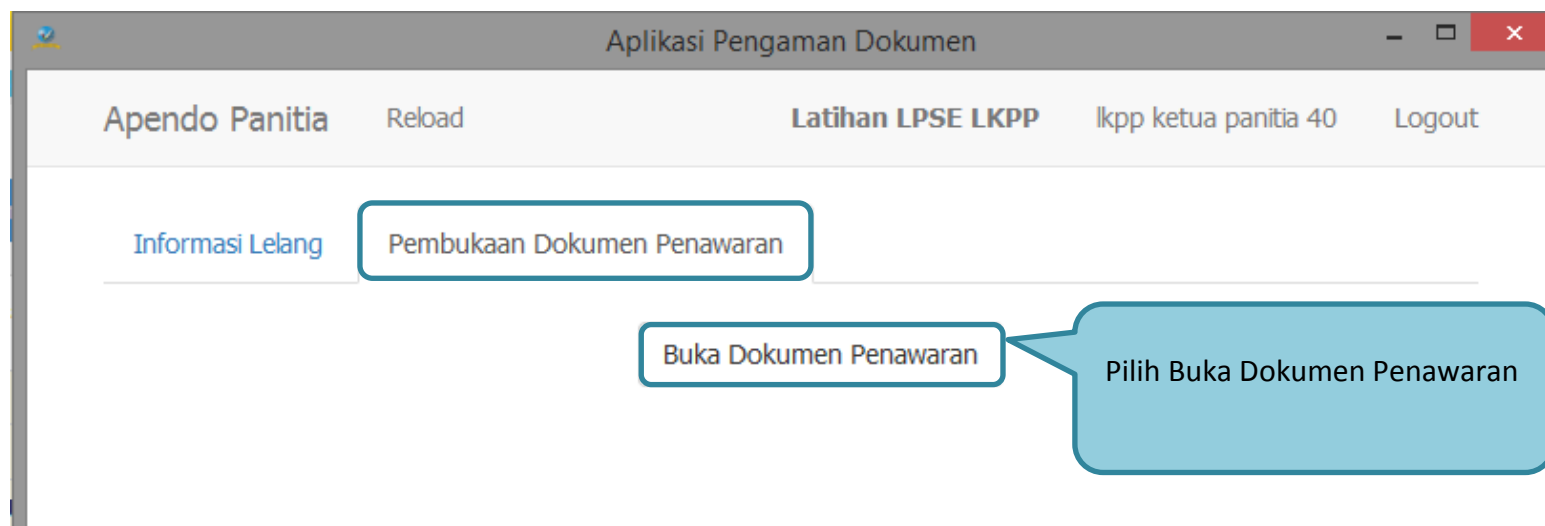 Aplikasi Pengaman Dokumen
Apendo Panitia Reload Latihan LPSE LKPP lkpp ketua panitia 40 Logout
Informasi Lelang Pembukaan Dokumen Penawaran
Buka Dokumen Penawaran
Pilih Buka Dokumen Penawaran